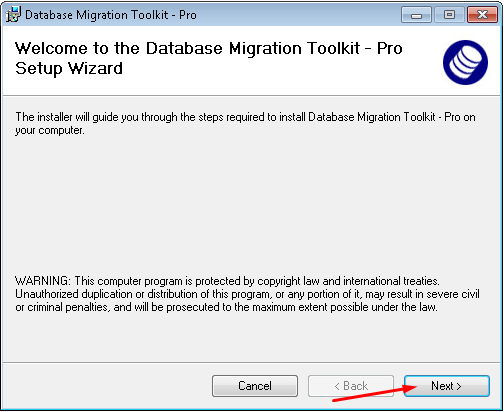 Database Migration Toolkit - Pro
Welcome to the Database Migration Toolkit - Pro
Setup Wizard
The installer will guide you through the steps required to install Database Migration Toolkit - Pro on
your computer.
WARNING: This computer program is protected by copyright law and international treaties.
Unauthorized duplication or distribution of this program, or any portion of it, may result in severe civil
or criminal penalties, and will be prosecuted to the maximum extent possible under the law.
Cancel < Back Next >